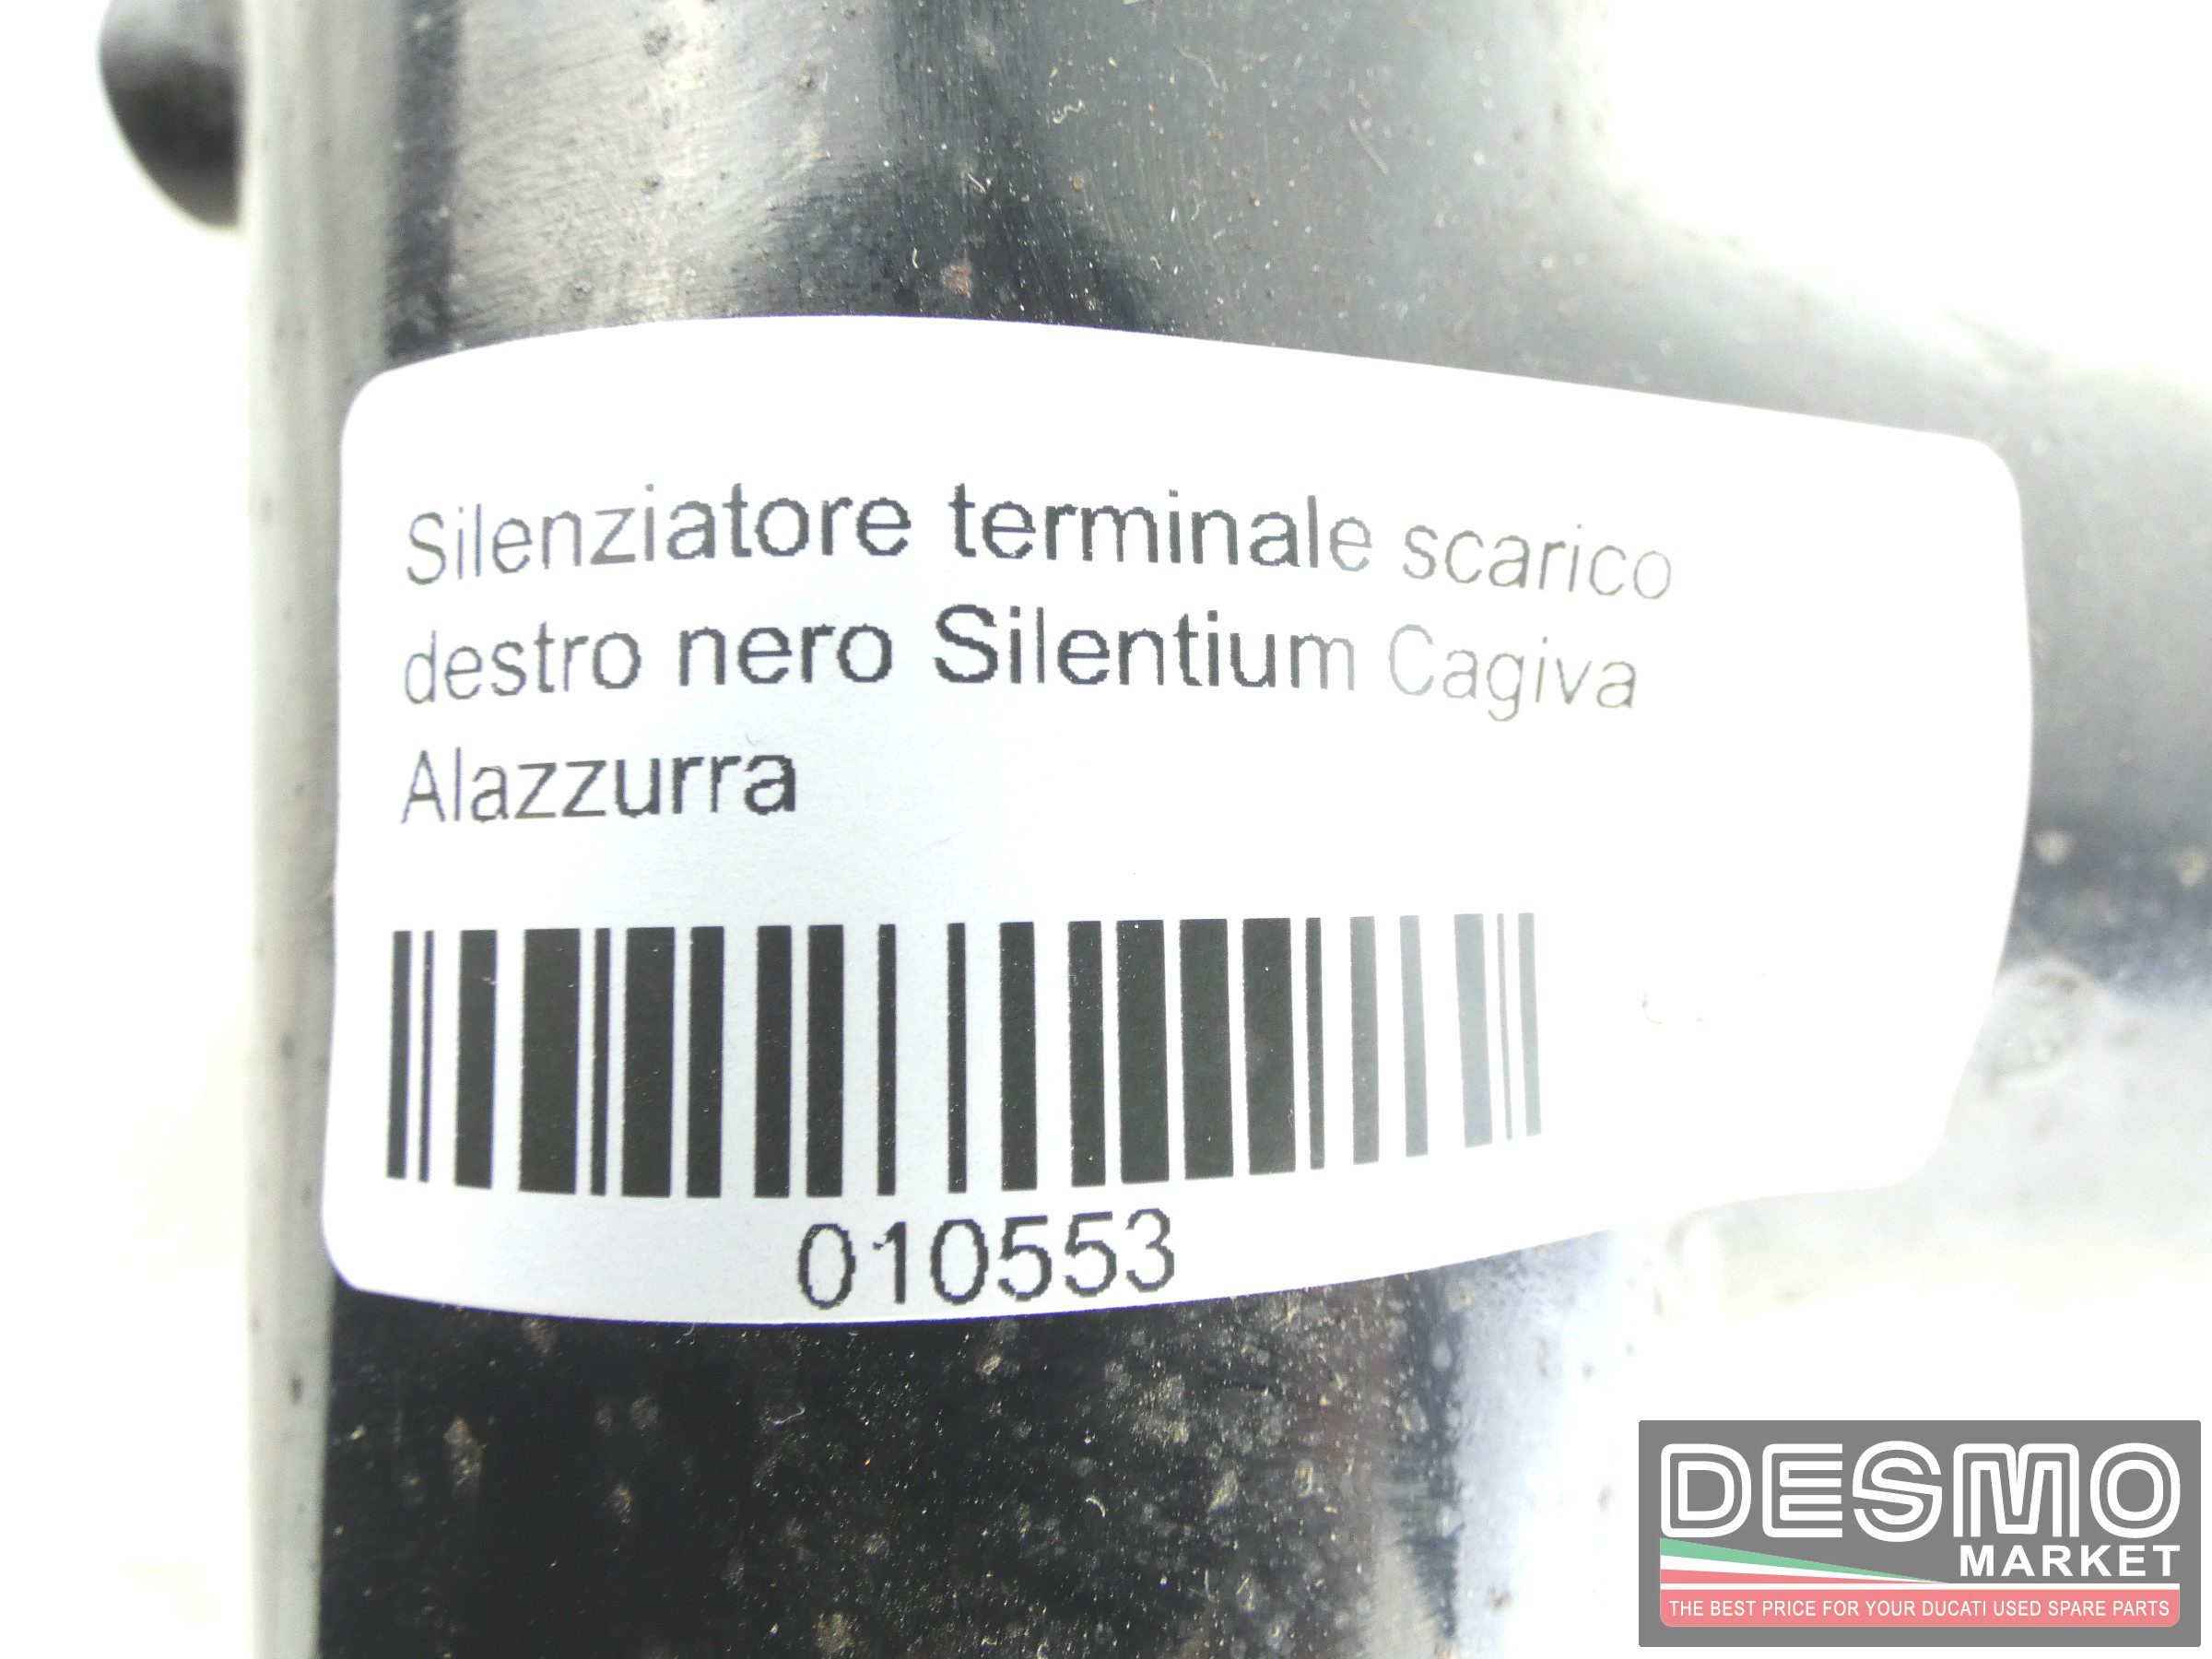 Silenziatore terminale scarico
destro nero Silentium Cagiva
Alazzurra
010553
DESMO
MARKET
THE BEST PRICE FOR YOUR DUCATI USED SPARE PARTS